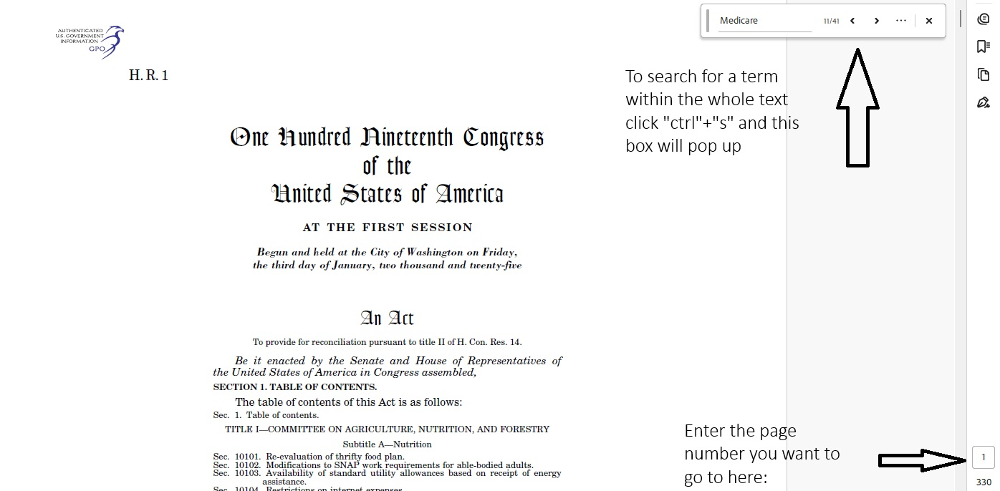 Medicare 11/41
AUTHENTICATED
U.S. GOVERNMENT
INFORMATION
GPO
H. R. 1
To search for a term
within the whole text
click "ctrl"+"s" and this
box will pop up
One Hundred Nineteenth Congress
of the
United States of America
AT THE FIRST SESSION
Begun and held at the City of Washington on Friday,
the third day of January, two thousand and twenty-five
An Act
To provide for reconciliation pursuant to title II of H. Con. Res. 14.
Be it enacted by the Senate and House of Representatives of
the United States of America in Congress assembled,
SECTION 1. TABLE OF CONTENTS.
The table of contents of this Act is as follows:
Sec. 1. Table of contents.
TITLE I—COMMITTEE ON AGRICULTURE, NUTRITION, AND FORESTRY
Subtitle A—Nutrition
Sec. 10101. Re-evaluation of thrifty food plan.
Sec. 10102. Modifications to SNAP work requirements for able-bodied adults.
Sec. 10103. Availability of standard utility allowances based on receipt of energy
assistance.
Sec. 10104. Restrictions on internet expenses.
Enter the page
number you want to
go to here:
1
330